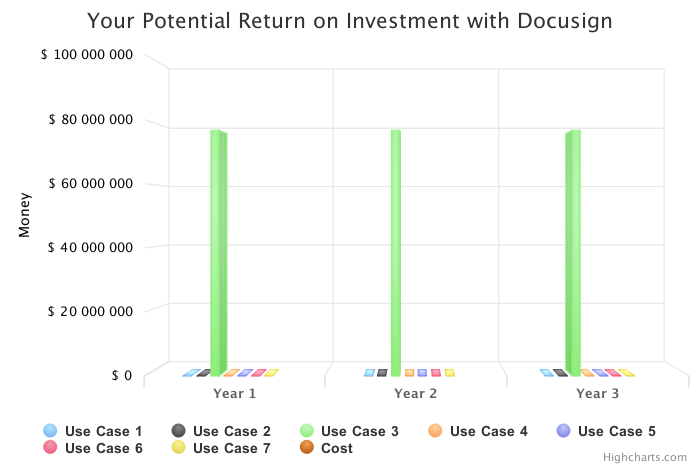 Your Potential Return on Investment with Docusign
$ 100 000 000
$ 80 000 000
$ 60 000 000
Money
$ 40 000 000
$ 20 000 000
$ 0
Year 1 Year 2 Year 3
Use Case 1 Use Case 2 Use Case 3 Use Case 4 Use Case 5
Use Case 6 Use Case 7 Cost
Highcharts.com